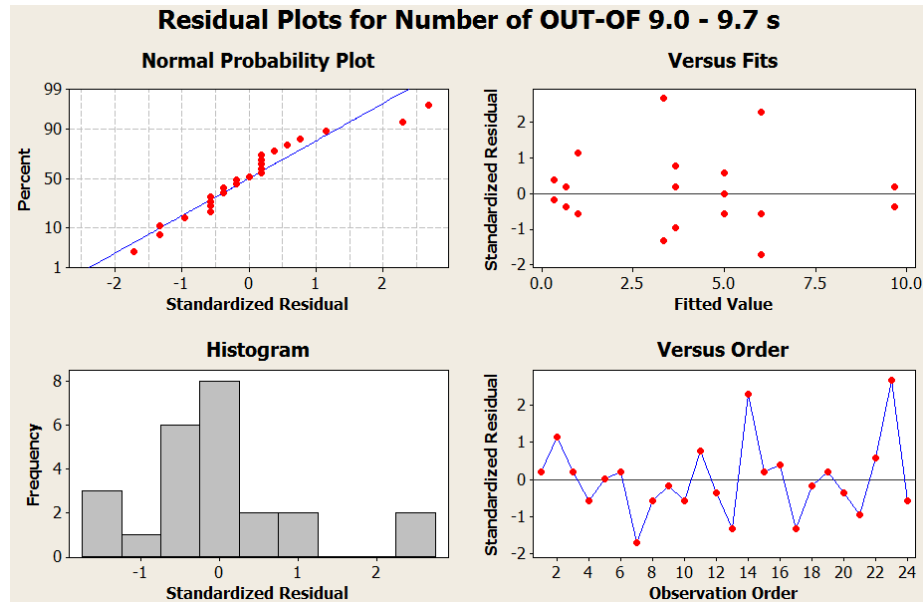 Residual Plots for Number of OUT-OF 9.0 - 9.7 s
Normal Probability Plot
99
90
50
10
1
Percent
-2 -1 0 1 2
Standardized Residual
Versus Fits
2
1
0
-1
-2
Standardized Residual
0.0 2.5 5.0 7.5 10.0
Fitted Value
Histogram
8
6
4
2
0
Frequency
-1 0 1 2
Standardized Residual
Versus Order
2
1
0
-1
-2
Standardized Residual
2 4 6 8 10 12 14 16 18 20 22 24
Observation Order